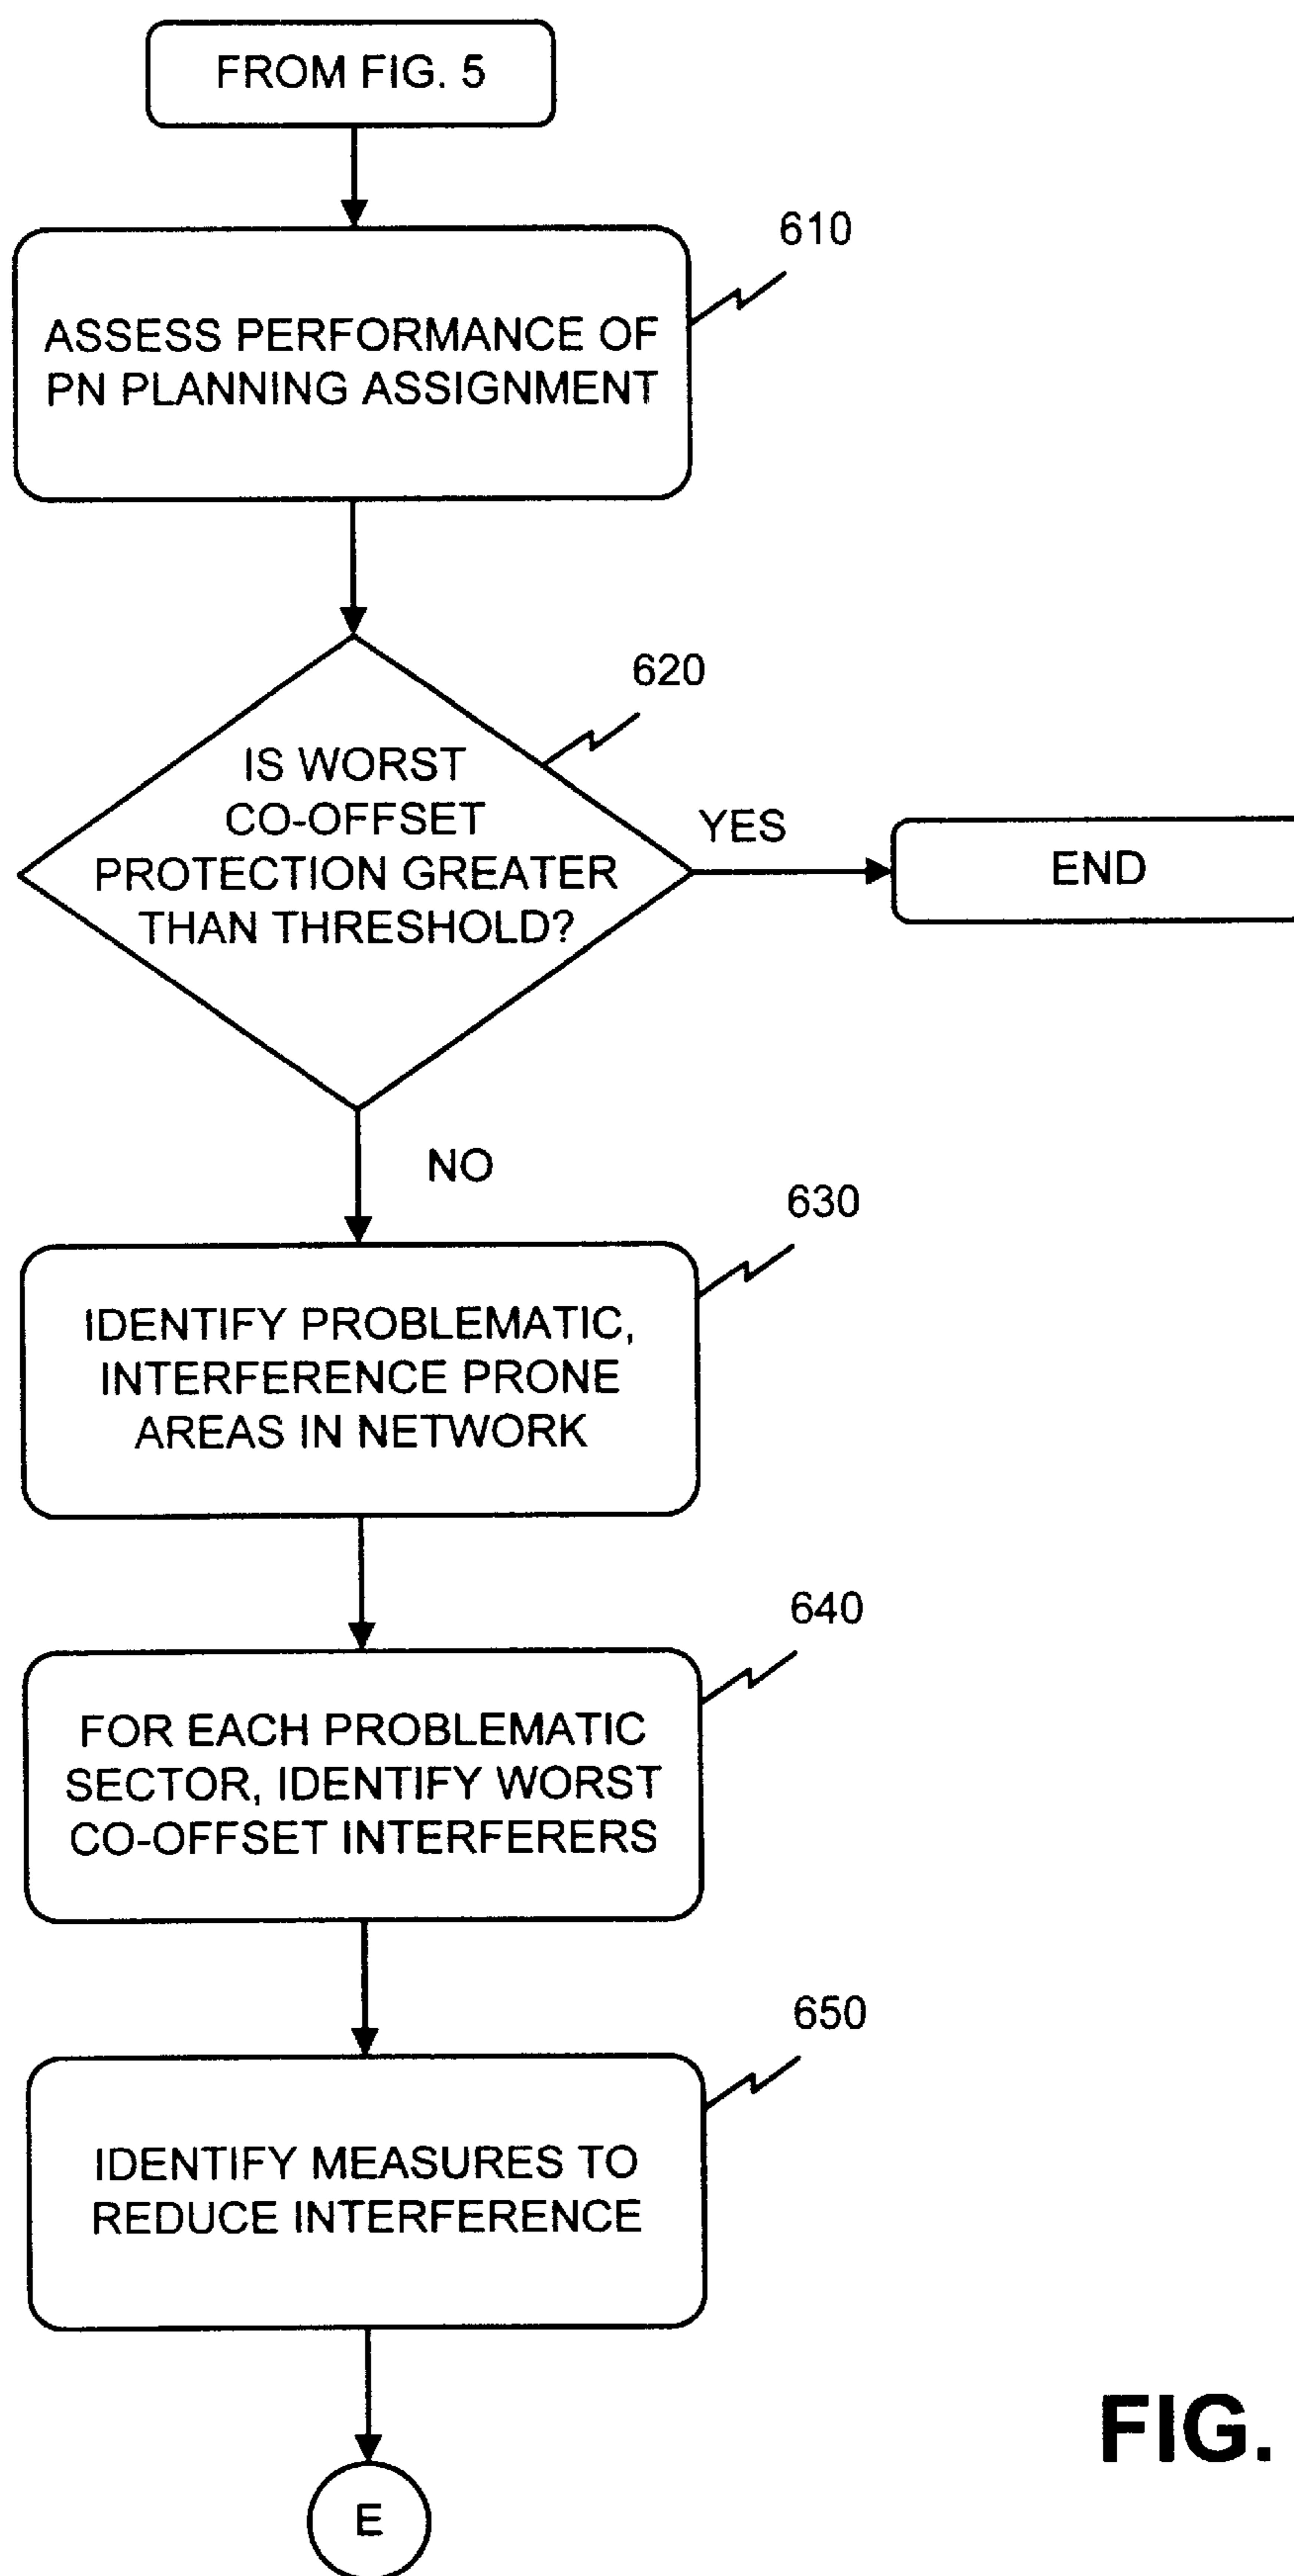 FROM FIG. 5
610
ASSESS PERFORMANCE OF
PN PLANNING ASSIGNMENT
620
IS WORST
CO-OFFSET
PROTECTION GREATER
THAN THRESHOLD?
YES
END
NO
630
IDENTIFY PROBLEMATIC,
INTERFERENCE PRONE
AREAS IN NETWORK
640
FOR EACH PROBLEMATIC
SECTOR, IDENTIFY WORST
CO-OFFSET INTERFERERS
650
IDENTIFY MEASURES TO
REDUCE INTERFERENCE
E
FIG.